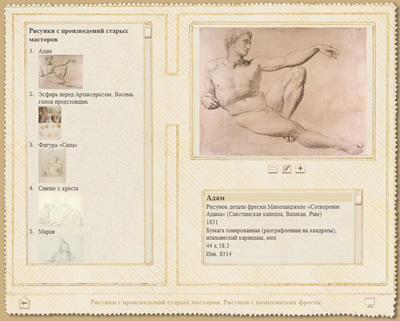 Рисунки с произведений старых
мастеров
1. Адам
2. Эсфирь перед Артаксерксом. Восемь
голов предстоящих
3. Фигура «Сила»
4. Снятие с креста
5. Мария
Адам
Рисунок детали фрески Микеланджело «Сотворение
Адама» (Сикстинская капелла, Ватикан, Рим)
1831
Бумага тонированная (разграфленная на квадраты),
итальянский карандаш, мел
44 x 58,3
Инв. 8314
Рисунки с произведений старых мастеров. Рисунки с помпеянских фресок